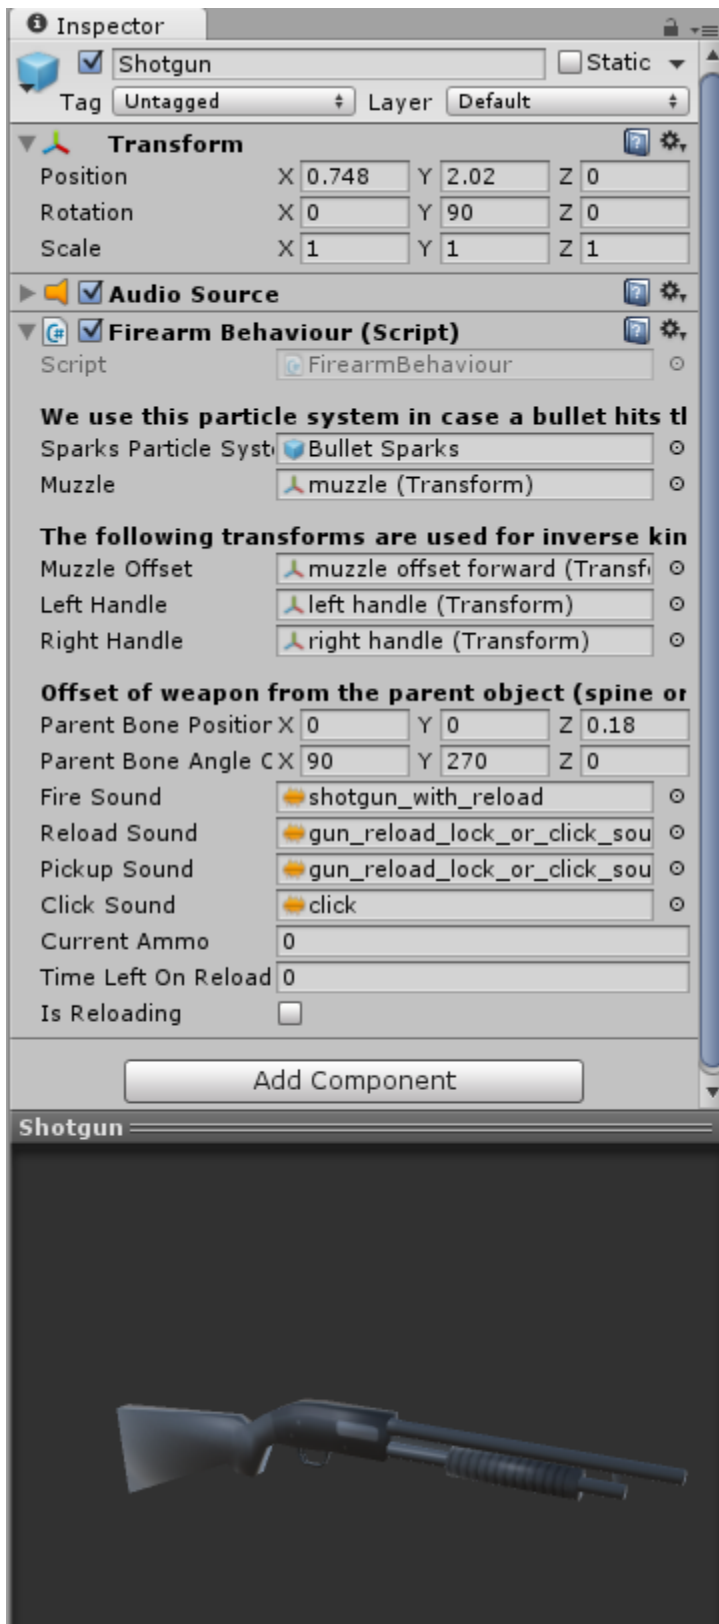 Inspector
Shotgun Static
Tag Untagged Layer Default
Transform
Position X 0.748 Y 2.02 Z 0
Rotation X 0 Y 90 Z 0
Scale X 1 Y 1 Z 1
Audio Source
Firearm Behaviour (Script)
Script FirearmBehaviour
We use this particle system in case a bullet hits
Sparks Particle Syst Bullet Sparks
Muzzle muzzle (Transform)
The following transforms are used for inverse kin
Muzzle Offset muzzle offset forward (Transf
Left Handle left handle (Transform)
Right Handle right handle (Transform)
Offset of weapon from the parent object (spine or
Parent Bone Position X 0 Y 0 Z 0.18
Parent Bone Angle X 90 Y 270 Z 0
Fire Sound shotgun_with_reload
Reload Sound gun_reload_lock_or_click_sou
Pickup Sound gun_reload_lock_or_click_sou
Click Sound click
Current Ammo 0
Time Left On Reload 0
Is Reloading
Add Component
Shotgun